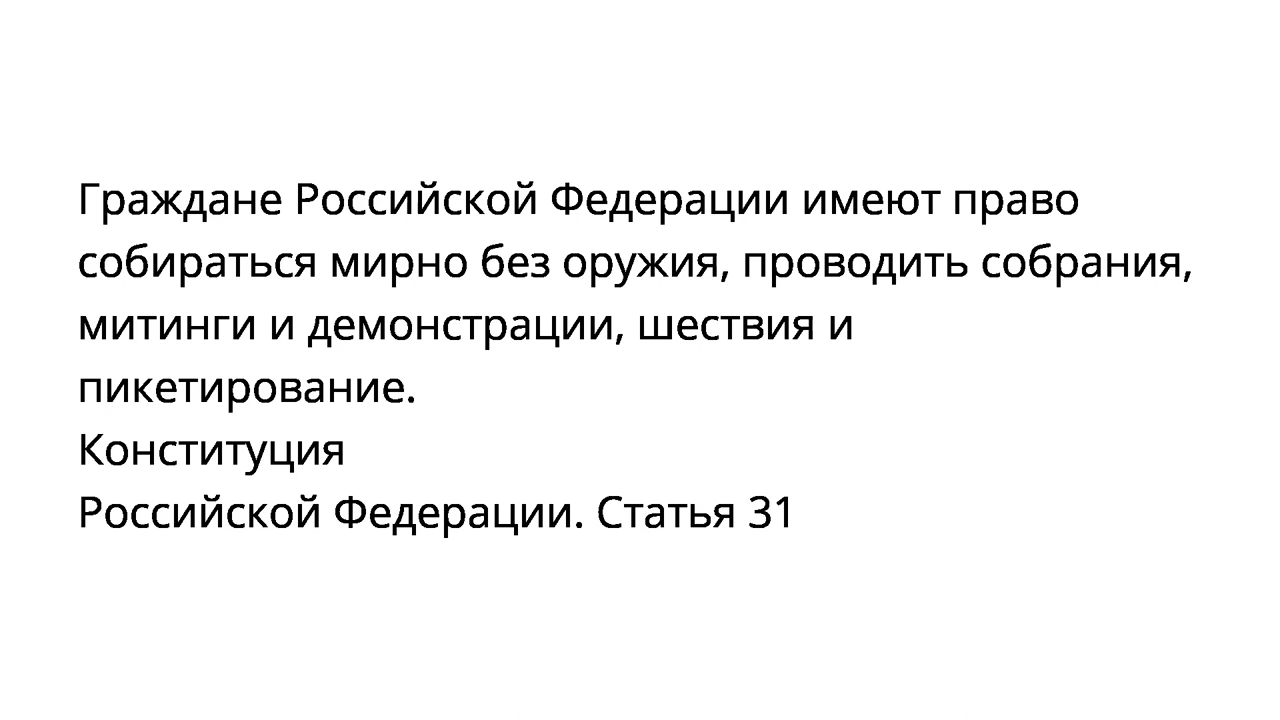 Граждане Российской Федерации имеют право
собираться мирно без оружия, проводить собрания,
митинги и демонстрации, шествия и
пикетирование.
Конституция
Российской Федерации. Статья 31